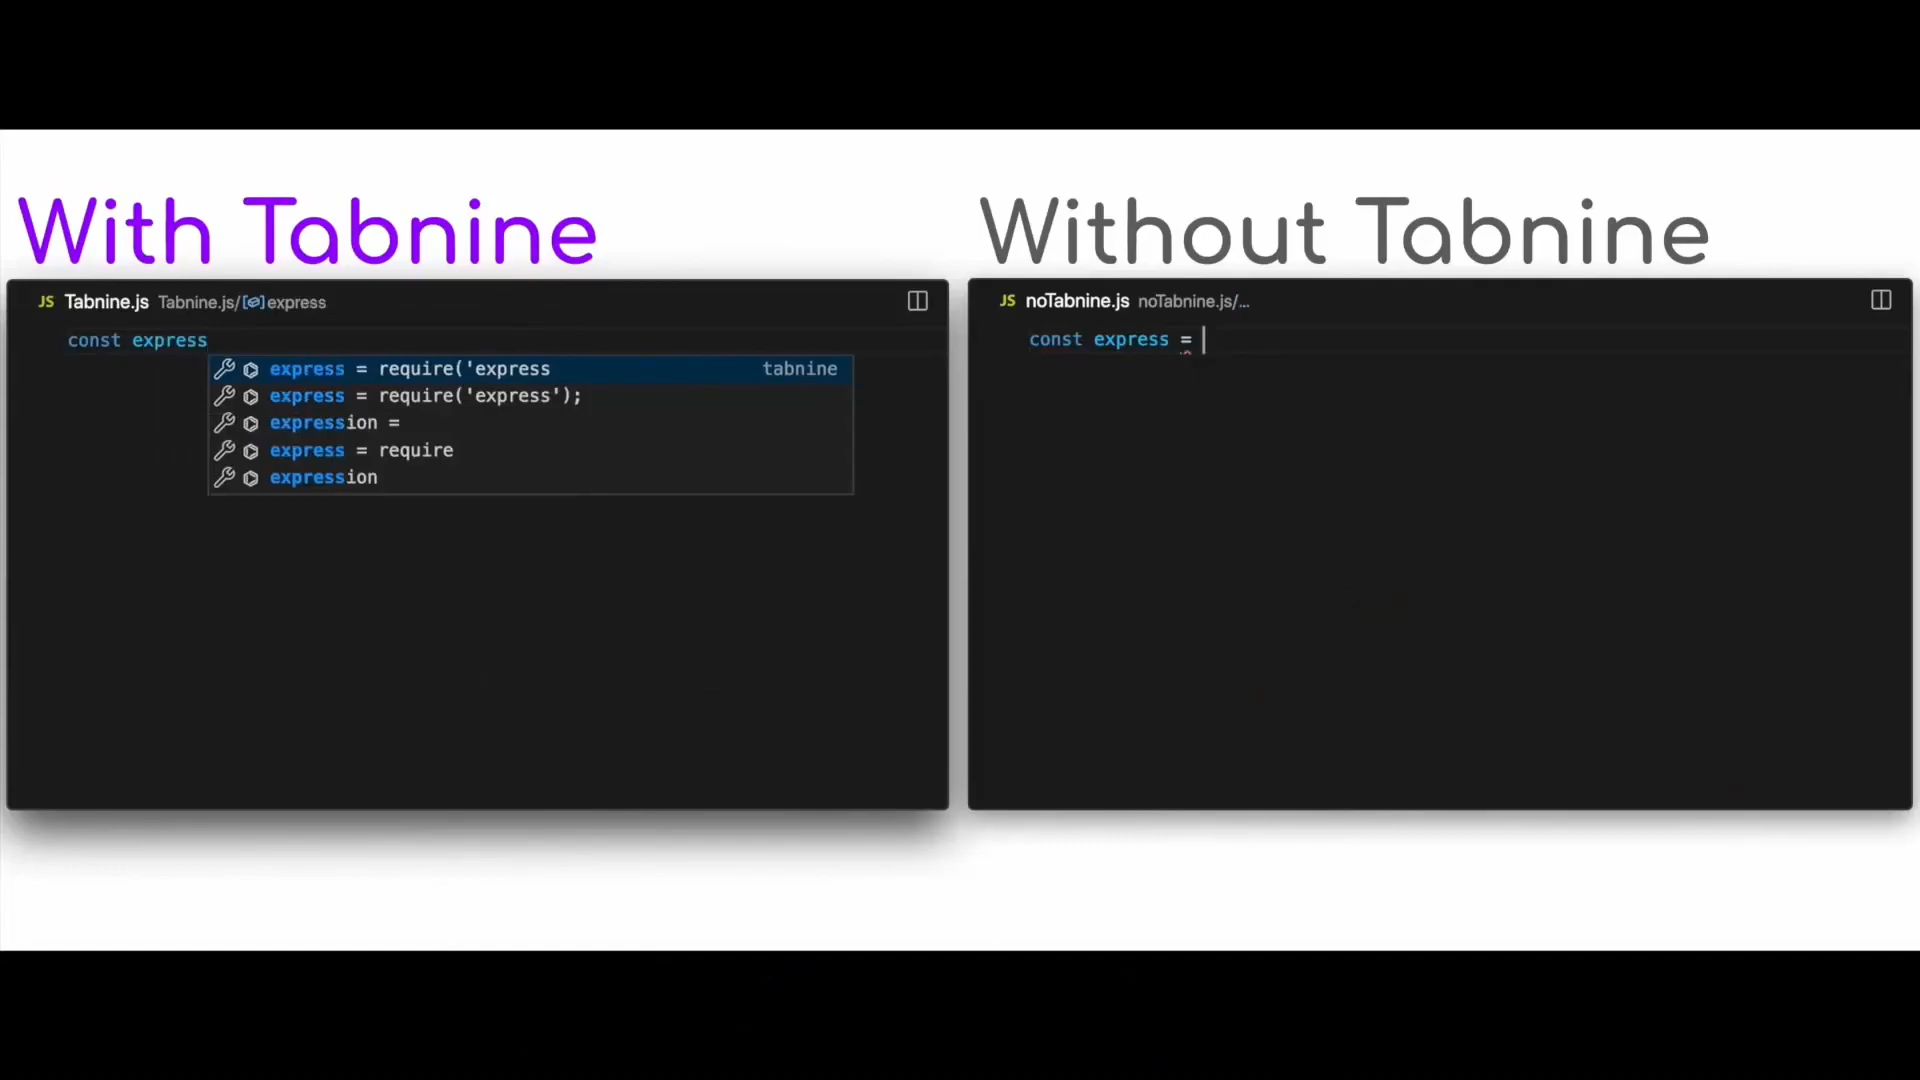 With Tabnine
JS Tabnine.js Tabnine.js/express
const express
express = require('express tabnine
express = require('express');
expression =
express = require
expression
Without Tabnine
JS noTabnine.js noTabnine.js/...
const express =